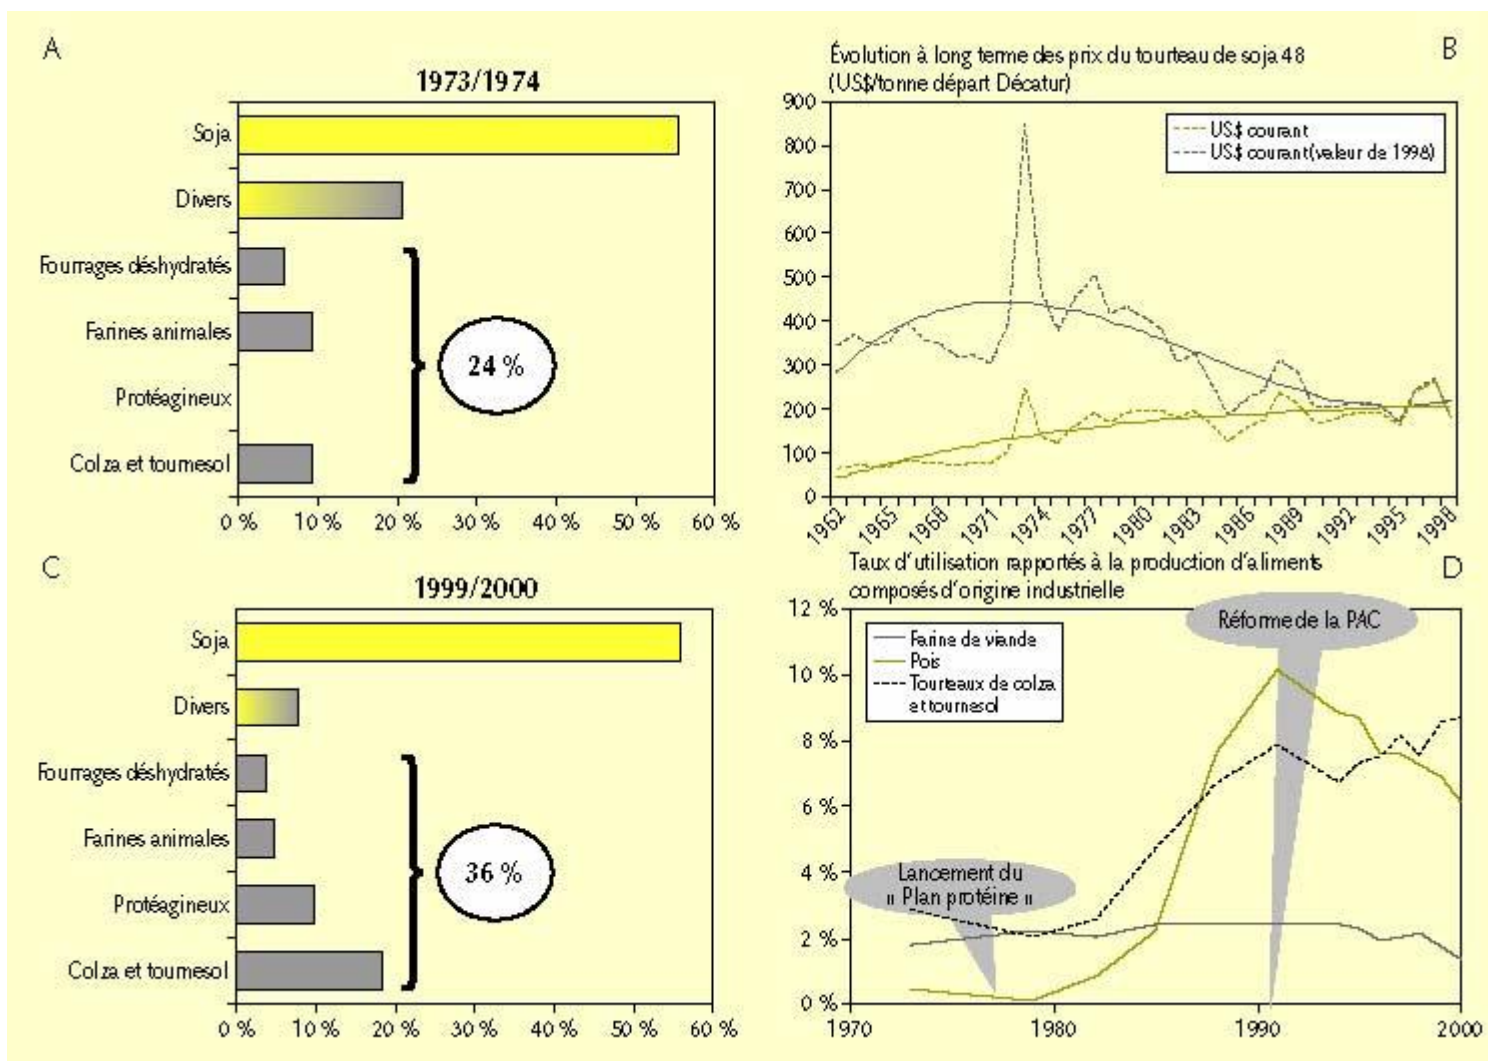 A
1973/1974
Soja
Divers
Fourrages déshydratés
Farines animales
Protéagineux
Colza et tournesol
24 %
0 %
10 %
20 %
30 %
40 %
50 %
60 %
B
Évolution à long terme des prix du tourteau de soja 48
(US$/tonne départ Décatur)
900
800
700
600
500
400
300
200
100
0
US$ courant
US$ courant (valeur de 1998)
1962
1965
1968
1971
1974
1977
1980
1983
1986
1989
1992
1995
1998
C
1999/2000
Soja
Divers
Fourrages déshydratés
Farines animales
Protéagineux
Colza et tournesol
36 %
0 %
10 %
20 %
30 %
40 %
50 %
60 %
D
Taux d'utilisation rapportés à la production d'aliments
composés d'origine industrielle
12 %
10 %
8 %
6 %
4 %
2 %
0 %
Farine de viande
Pois
Tourteaux de colza
et tournesol
Réforme de la PAC
Lancement du
« Plan protéine »
1970
1980
1990
2000